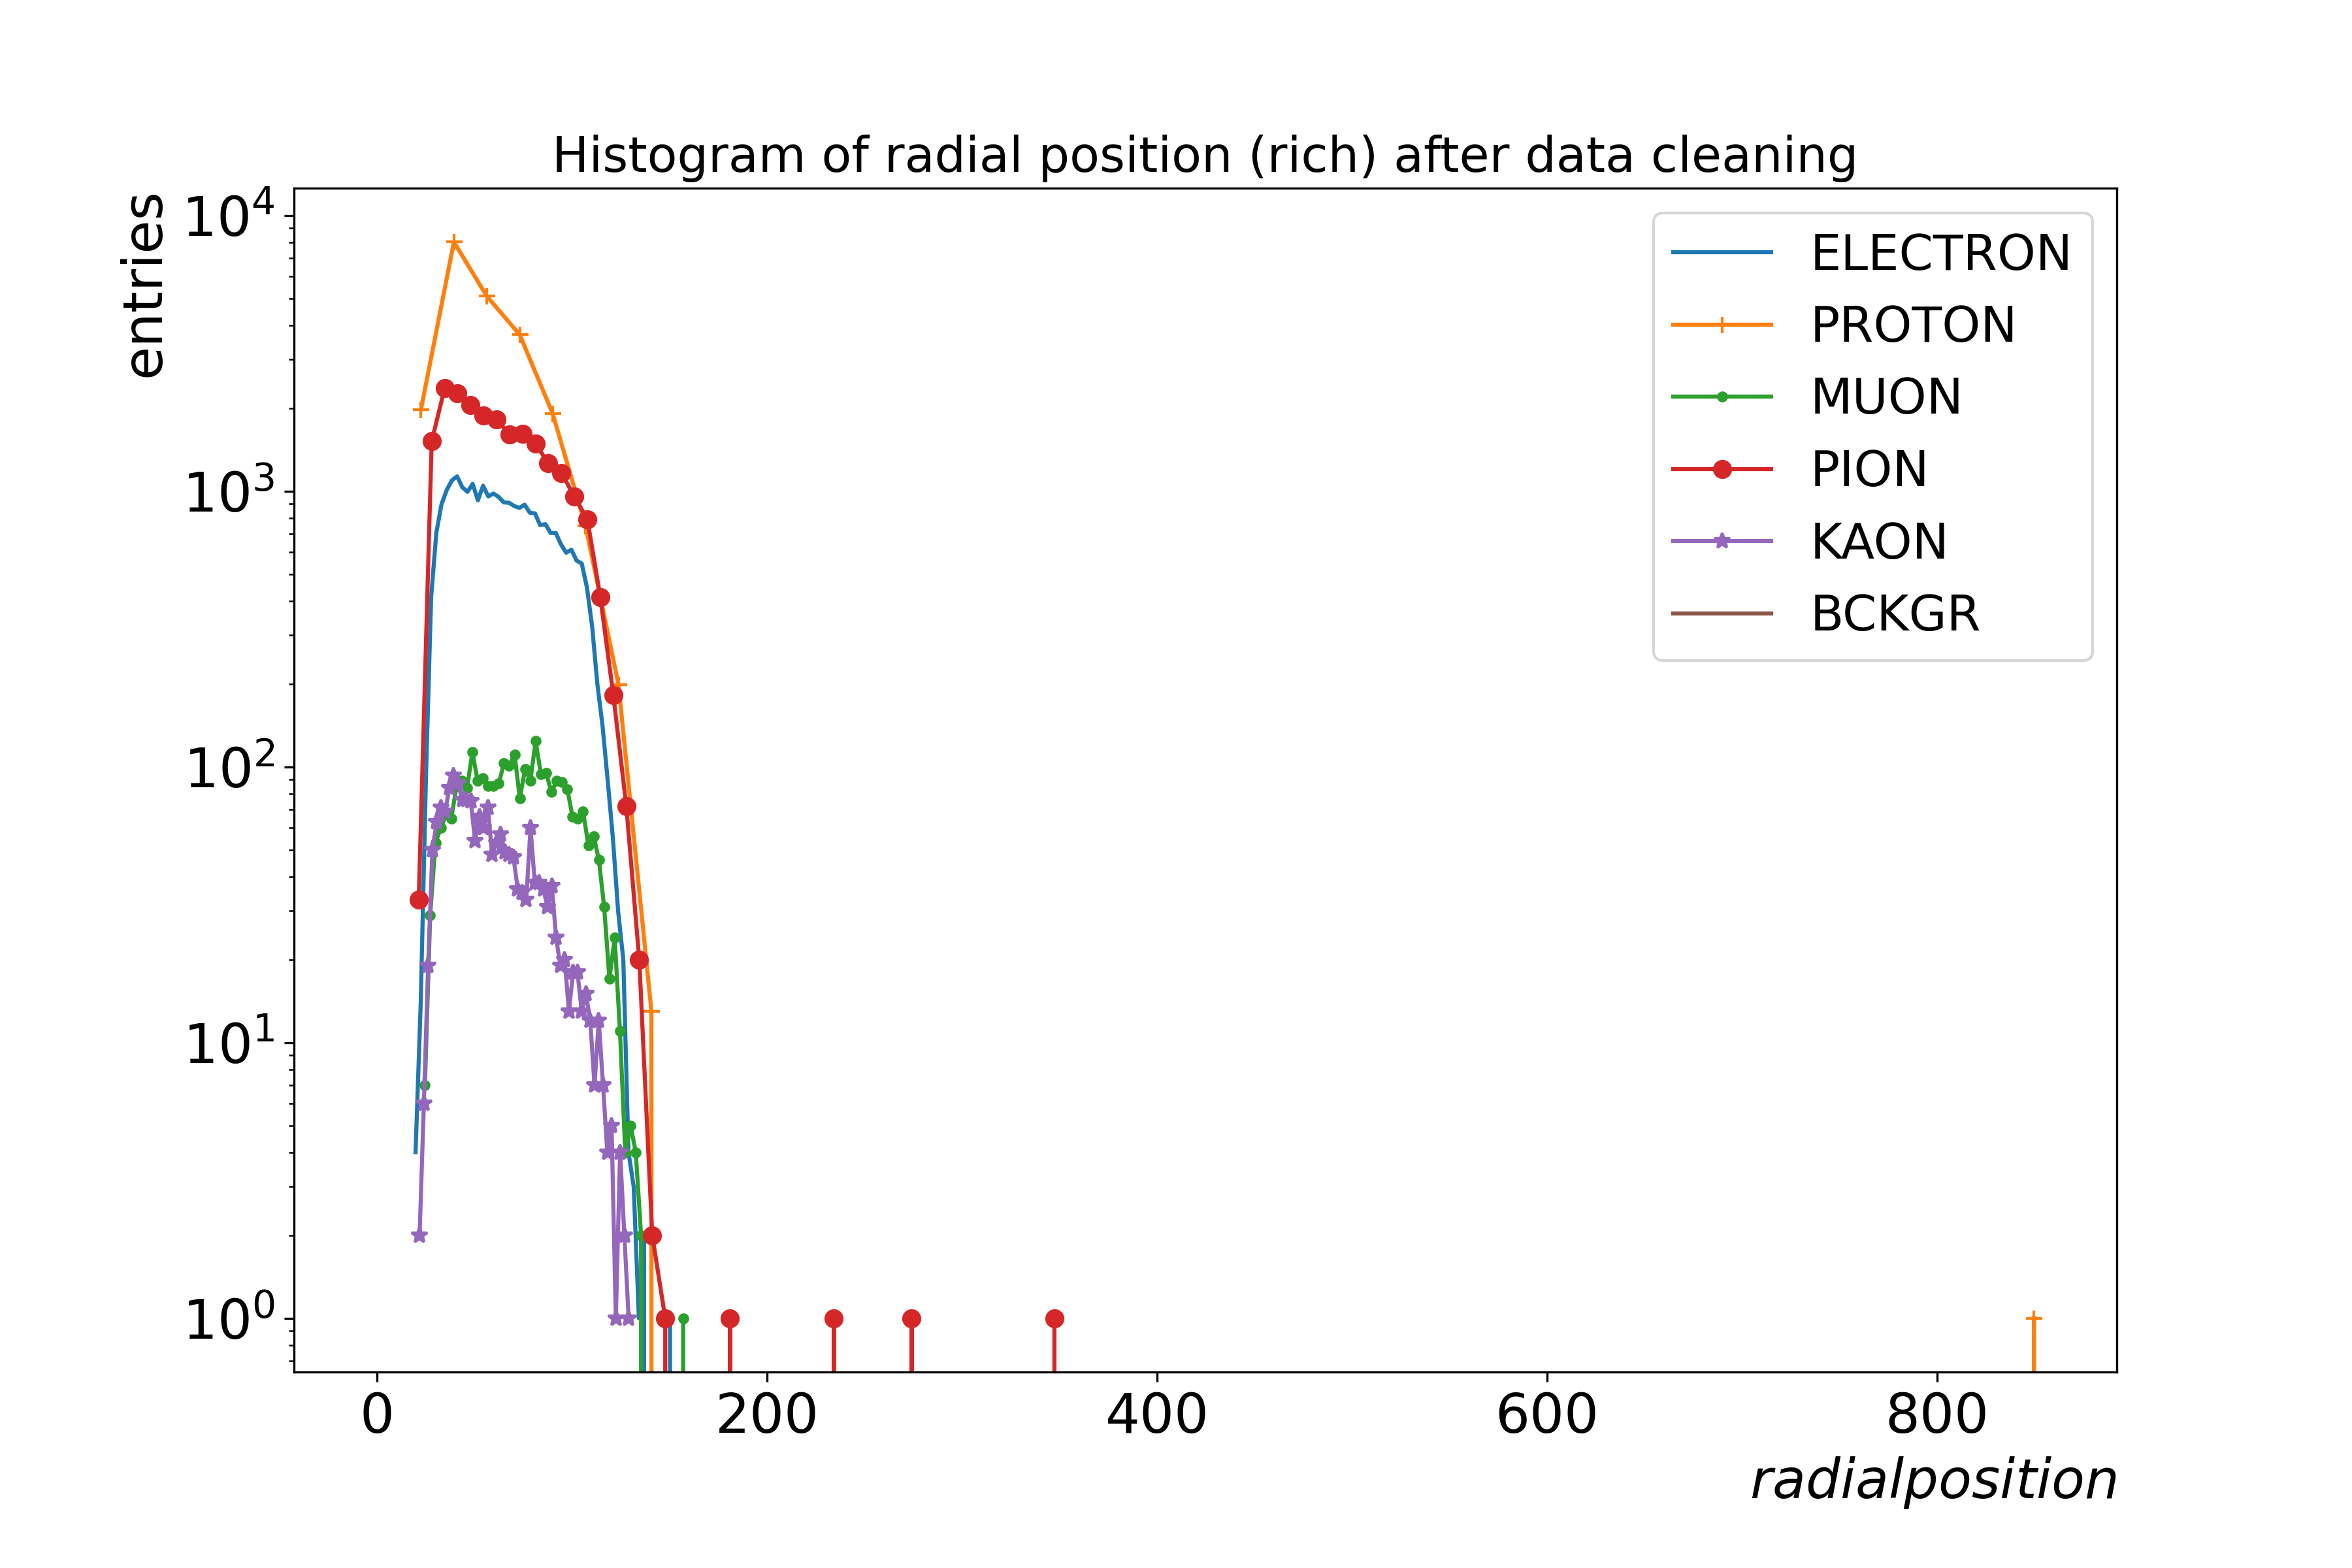 Histogram of radial position (rich) after data cleaning
entries
10^4
10^3
10^2
10^1
10^0
ELECTRON
PROTON
MUON
PION
KAON
BCKGR
0 200 400 600 800
radialposition